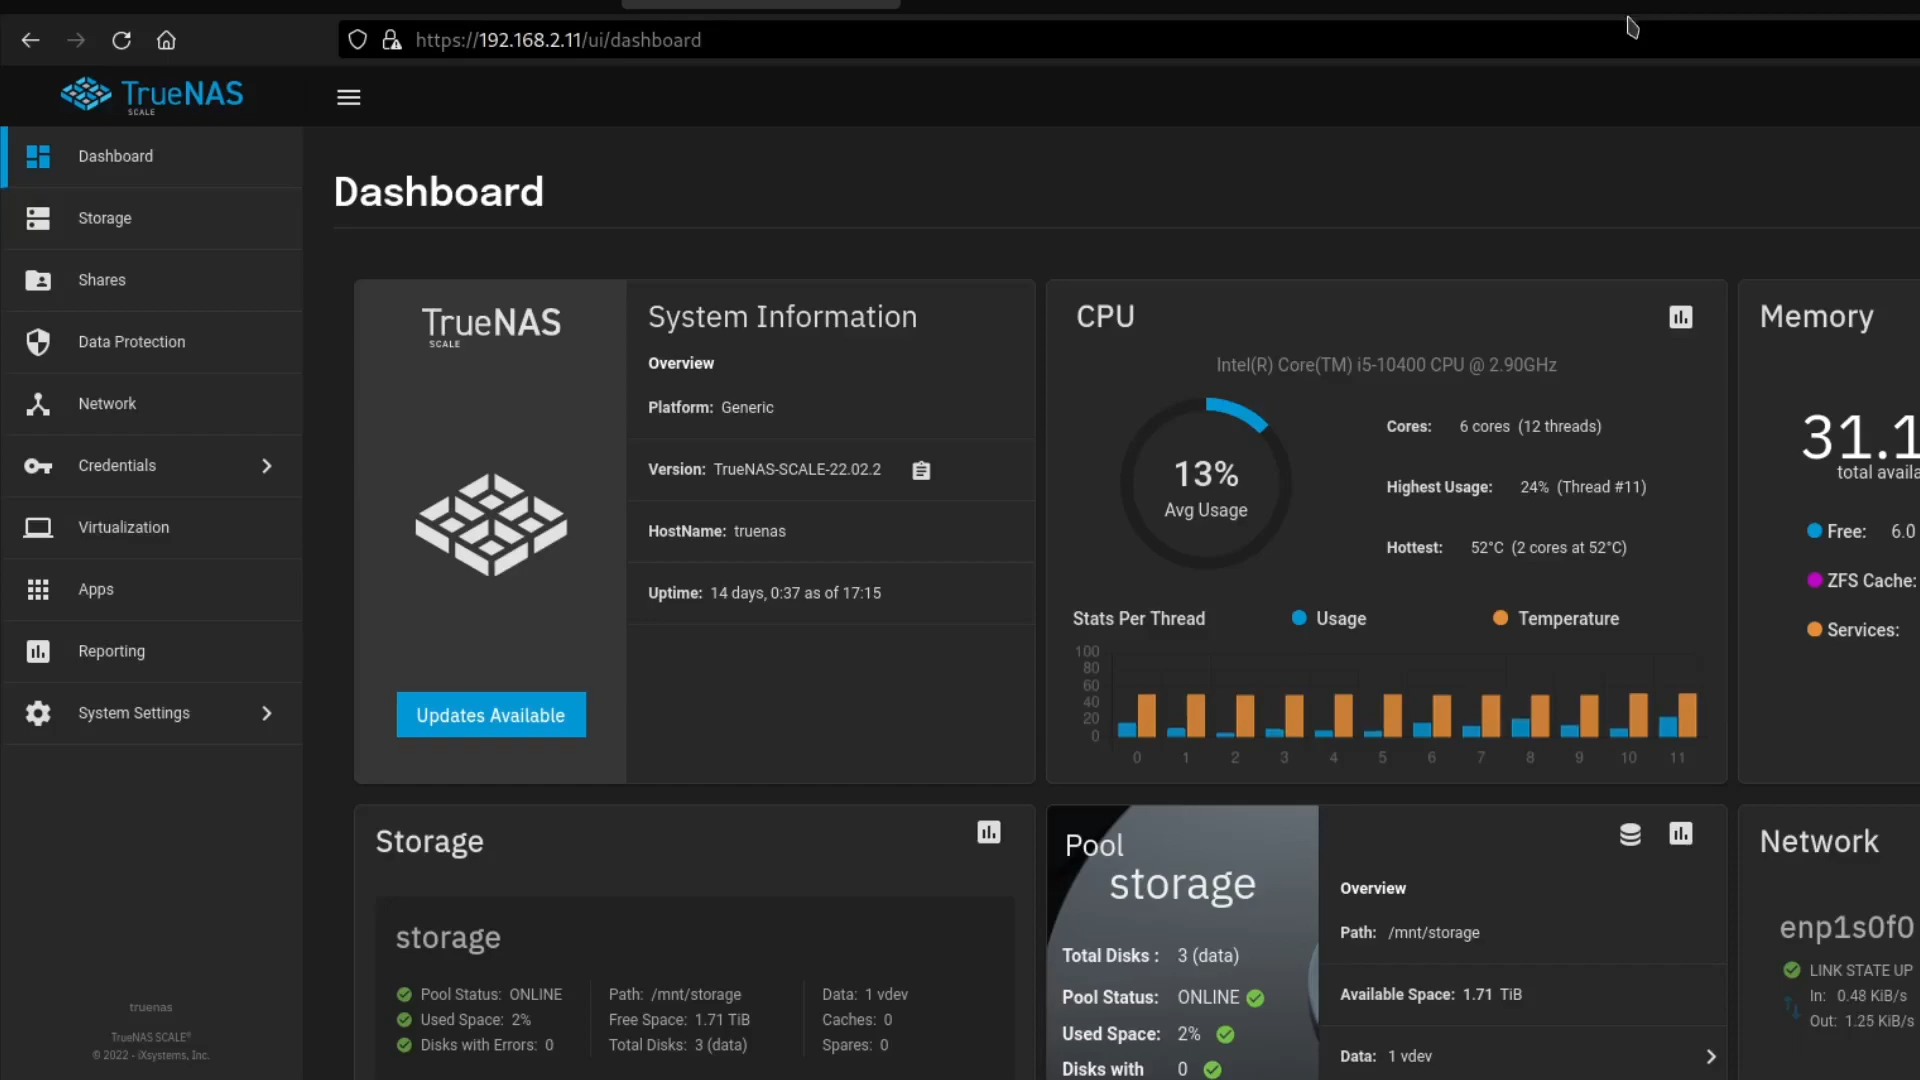 https://192.168.2.11/ui/dashboard
TrueNAS
SCALE
Dashboard
Storage
Shares
Data Protection
Network
Credentials
Virtualization
Apps
Reporting
System Settings
truenas
TrueNAS SCALE®
© 2022 - iXsystems, Inc.
Dashboard
TrueNAS
SCALE
Updates Available
System Information
Overview
Platform: Generic
Version: TrueNAS-SCALE-22.02.2
HostName: truenas
Uptime: 14 days, 0:37 as of 17:15
CPU
Intel(R) Core(TM) i5-10400 CPU @ 2.90GHz
13%
Avg Usage
Cores: 6 cores (12 threads)
Highest Usage: 24% (Thread #11)
Hottest: 52°C (2 cores at 52°C)
Stats Per Thread Usage Temperature
100
80
60
40
20
0
0 1 2 3 4 5 6 7 8 9 10 11
Memory
31.1
total availa
Free: 6.0
ZFS Cache:
Services:
Storage
storage
Pool Status: ONLINE
Used Space: 2%
Disks with Errors: 0
Path: /mnt/storage
Free Space: 1.71 TiB
Total Disks: 3 (data)
Data: 1 vdev
Caches: 0
Spares: 0
Pool
storage
Total Disks : 3 (data)
Pool Status: ONLINE
Used Space: 2%
Disks with 0
Overview
Path: /mnt/storage
Available Space: 1.71 TiB
Data: 1 vdev
Network
enp1s0f0
LINK STATE UP
In: 0.48 KiB/s
Out: 1.25 KiB/s